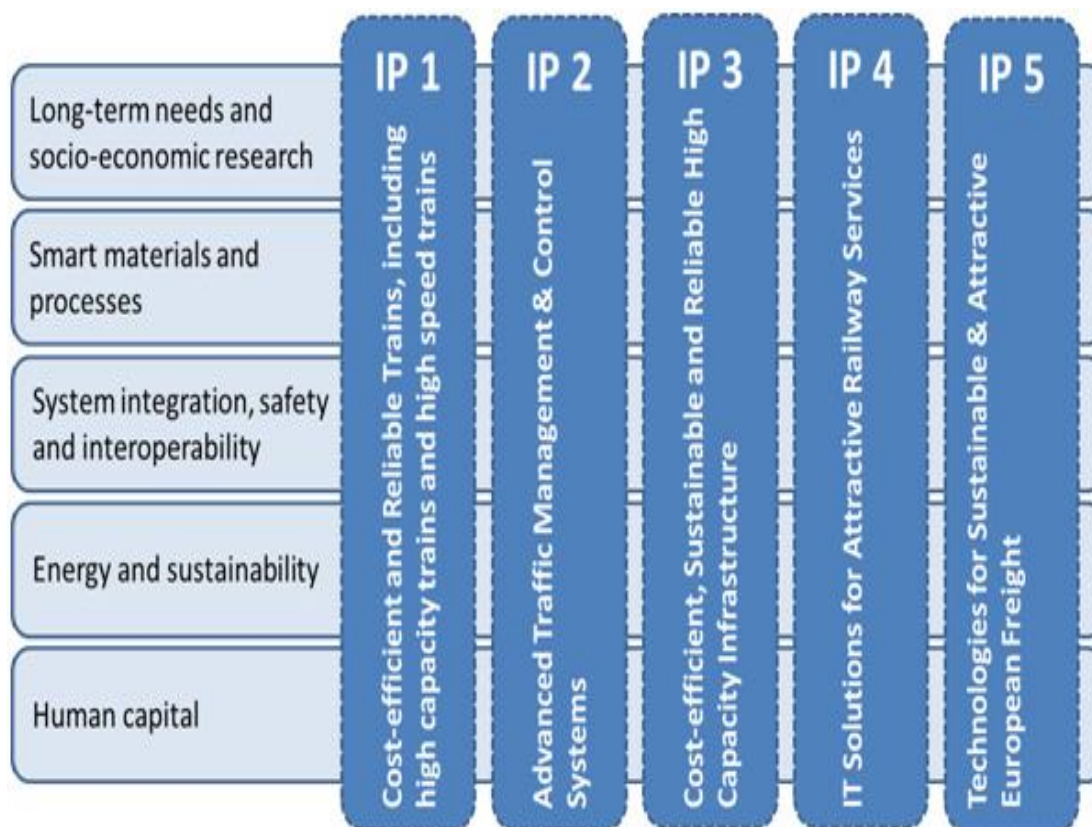 Long-term needs and
socio-economic research
Smart materials and
processes
System integration, safety
and interoperability
Energy and sustainability
Human capital
IP 1
Cost-efficient and Reliable Trains, including
high capacity trains and high speed trains
IP 2
Advanced Traffic Management & Control
Systems
IP 3
Cost-efficient, Sustainable and Reliable High
Capacity Infrastructure
IP 4
IT Solutions for Attractive Railway Services
IP 5
Technologies for Sustainable & Attractive
European Freight